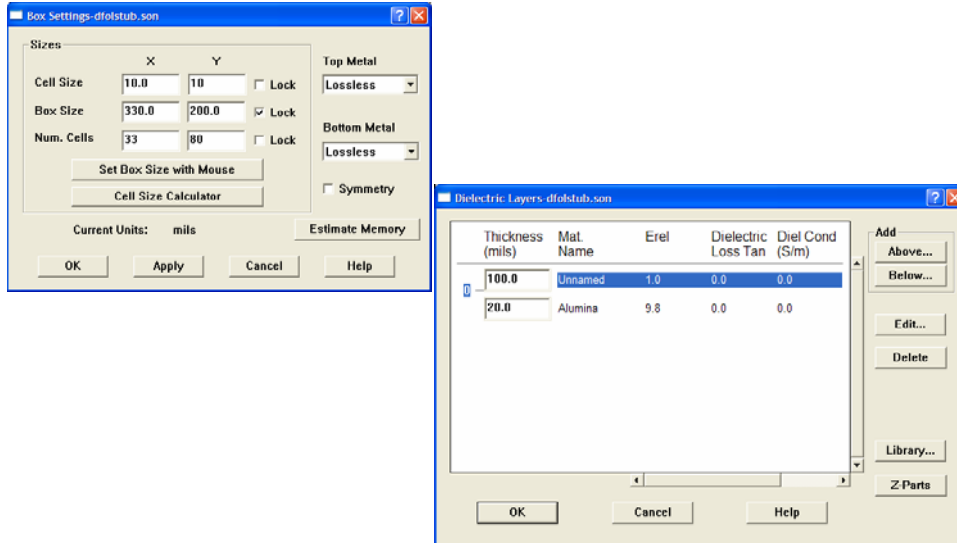 Box Settings-dfolstub.son
Sizes
X Y
Cell Size 10.0 10 Lock
Box Size 330.0 200.0 Lock
Num. Cells 33 80 Lock
Set Box Size with Mouse
Cell Size Calculator
Top Metal
Lossless
Bottom Metal
Lossless
Symmetry
Current Units: mils
Estimate Memory
OK Apply Cancel Help
Dielectric Layers-dfolstub.son
Thickness Mat. Erel Dielectric Diel Cond
(mils) Name Loss Tan (S/m)
100.0 Unnamed 1.0 0.0 0.0
0
20.0 Alumina 9.8 0.0 0.0
Add
Above...
Below...
Edit...
Delete
Library...
Z-Parts
OK Cancel Help